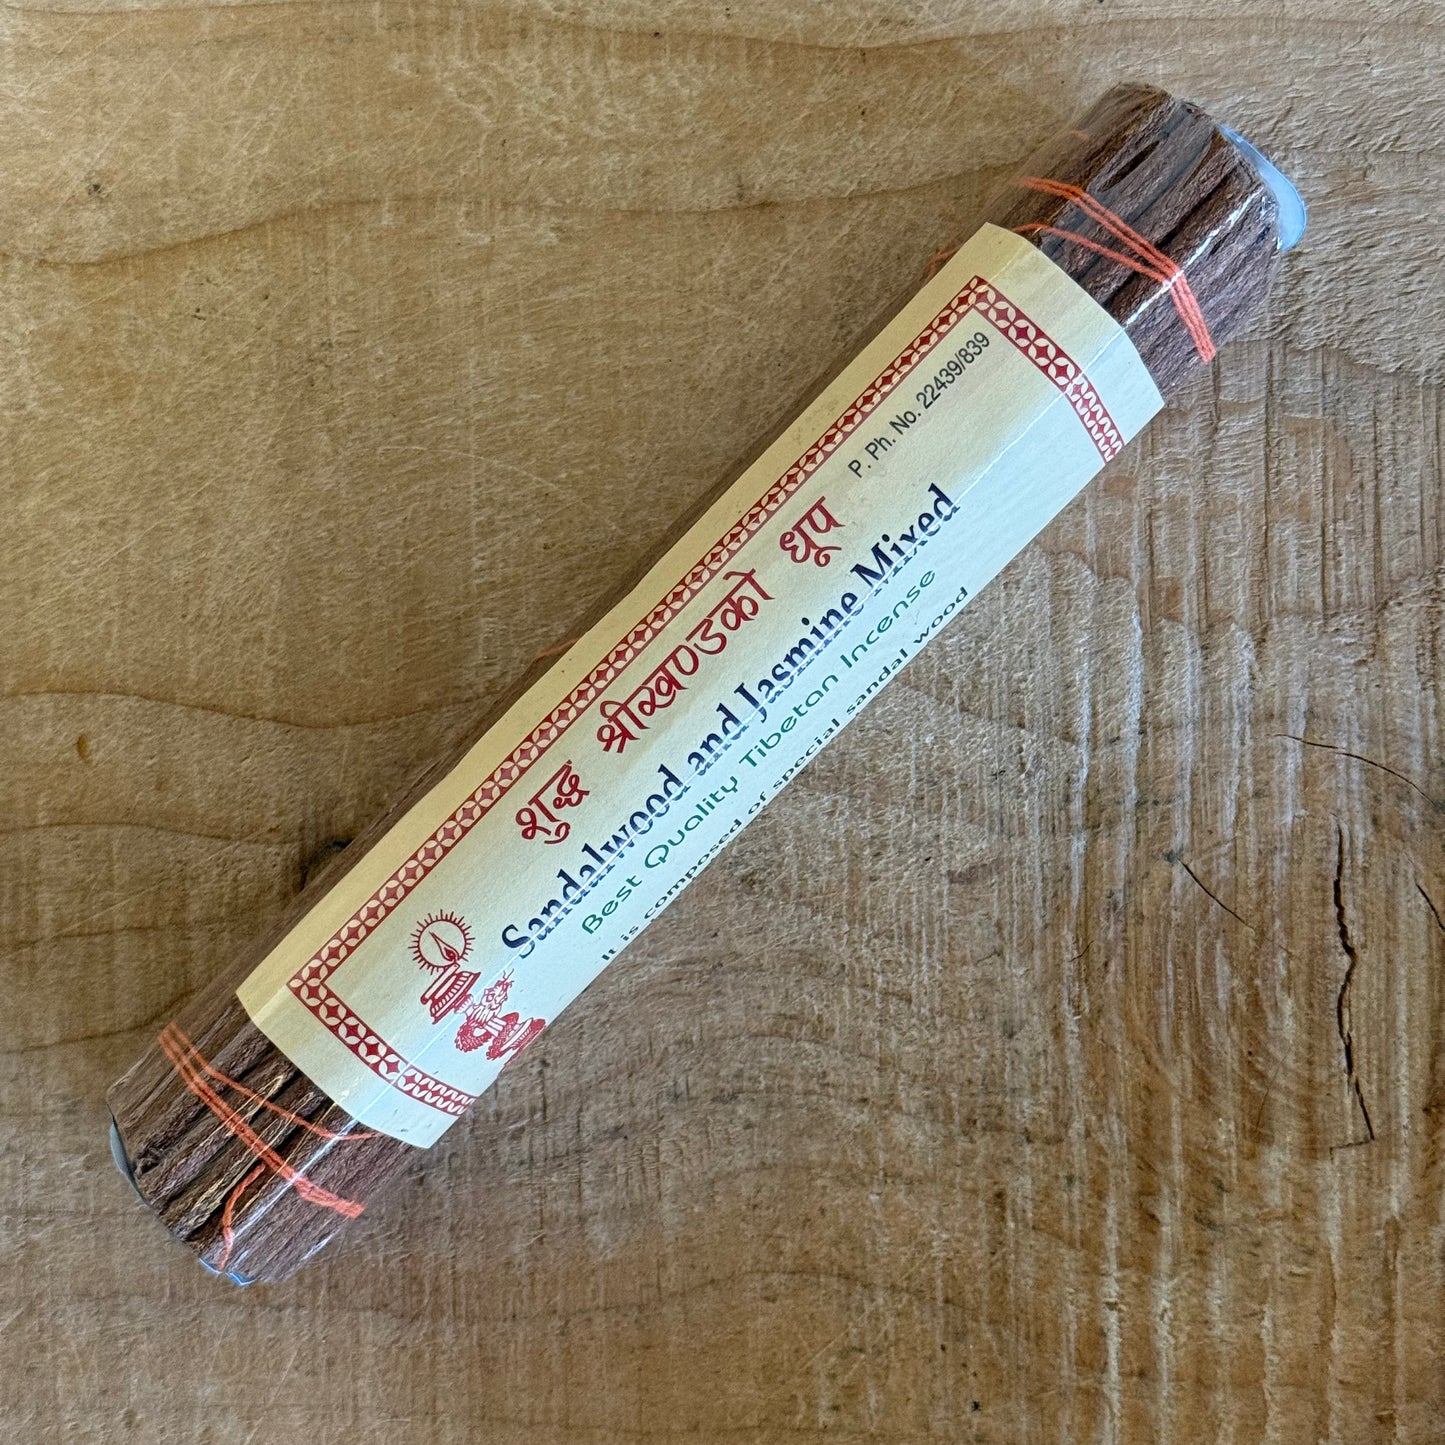 P. Ph. No. 22439/839
शुद्ध श्रीखण्डको धूप
Sandalwood and Jasmine Mixed
Best Quality Tibetan Incense
It is composed of special sandal wood